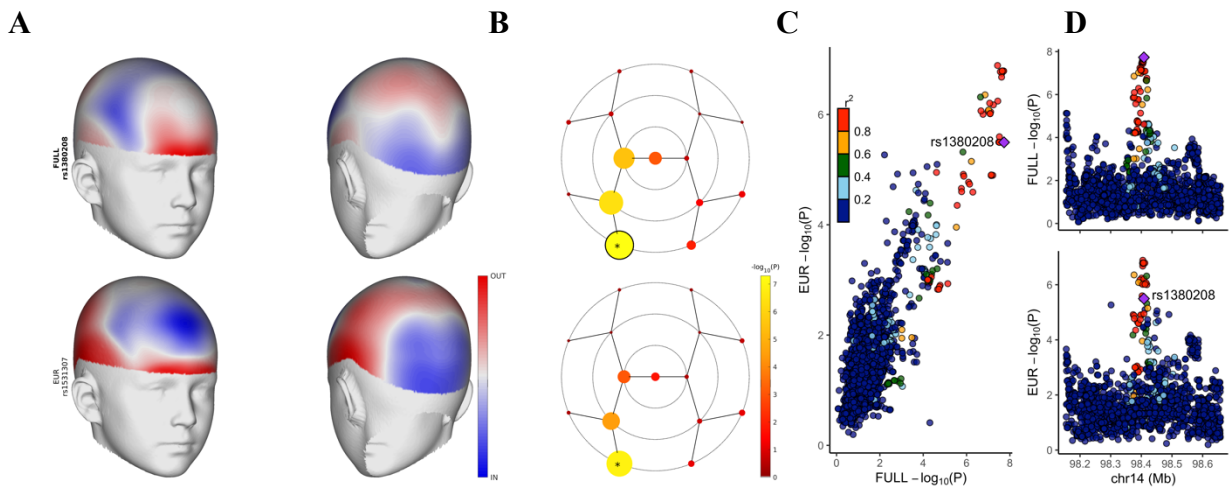 A
B
C
D
FULL
rs1380208
OUT
IN
EUR
rs1531307
*
-log10(P)
7
6
5
4
3
2
1
0
*
r2
0.8
0.6
0.4
0.2
rs1380208
EUR −log10(P)
6
4
2
0
0
2
4
6
8
FULL −log10(P)
FULL −log10(P)
8
6
4
2
0
rs1380208
EUR −log10(P)
6
4
2
0
98.2
98.3
98.4
98.5
98.6
chr14 (Mb)